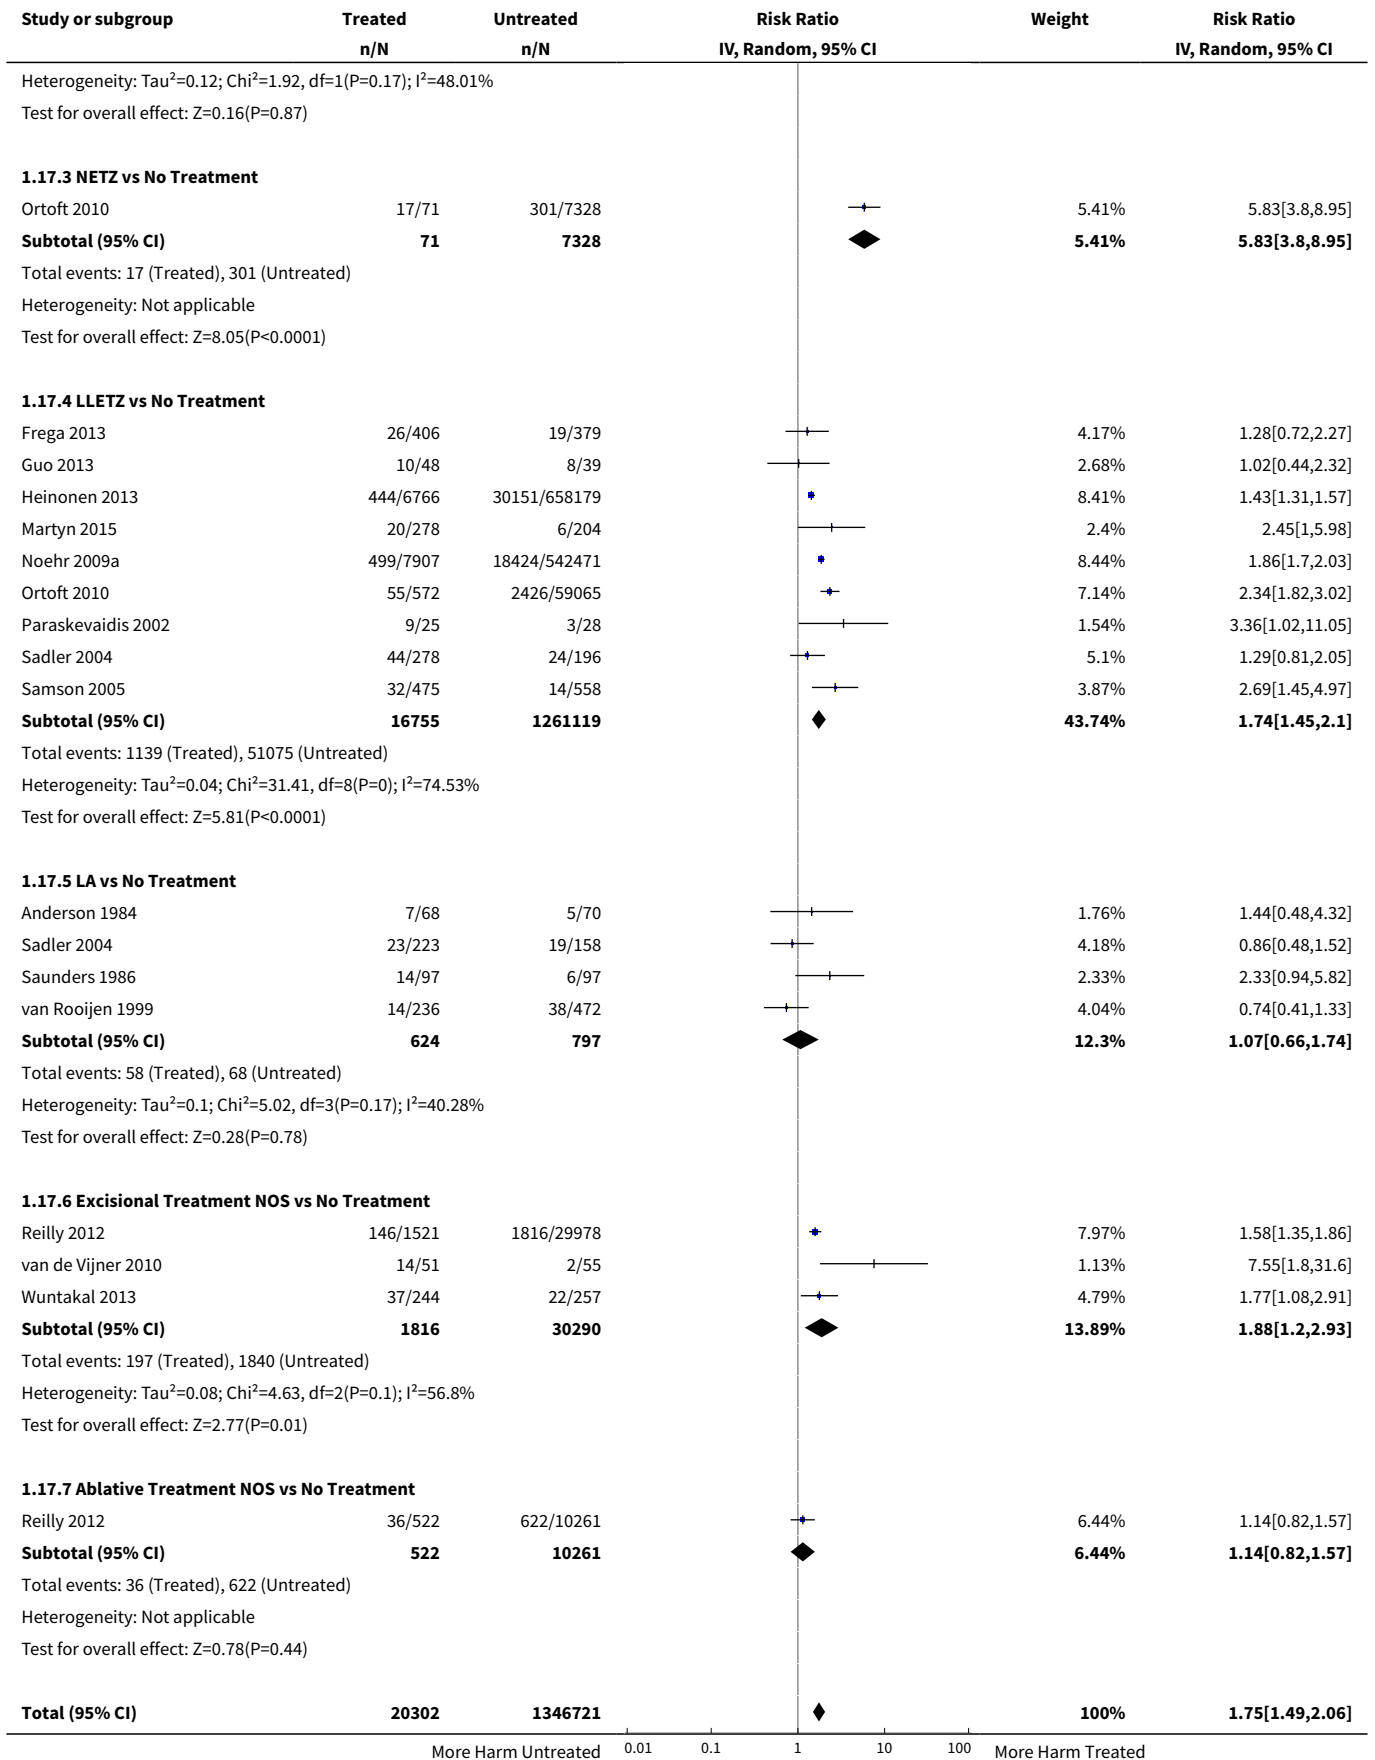 Study or subgroup Treated Untreated Risk Ratio Weight Risk Ratio
n/N n/N IV, Random, 95% CI IV, Random, 95% CI
Heterogeneity: Tau²=0.12; Chi²=1.92, df=1(P=0.17); I²=48.01%
Test for overall effect: Z=0.16(P=0.87)
1.17.3 NETZ vs No Treatment
Ortoft 2010 17/71 301/7328 5.41% 5.83[3.8,8.95]
Subtotal (95% CI) 71 7328 5.41% 5.83[3.8,8.95]
Total events: 17 (Treated), 301 (Untreated)
Heterogeneity: Not applicable
Test for overall effect: Z=8.05(P<0.0001)
1.17.4 LLETZ vs No Treatment
Frega 2013 26/406 19/379 4.17% 1.28[0.72,2.27]
Guo 2013 10/48 8/39 2.68% 1.02[0.44,2.32]
Heinonen 2013 444/6766 30151/658179 8.41% 1.43[1.31,1.57]
Martyn 2015 20/278 6/204 2.4% 2.45[1,5.98]
Noehr 2009a 499/7907 18424/542471 8.44% 1.86[1.7,2.03]
Ortoft 2010 55/572 2426/59065 7.14% 2.34[1.82,3.02]
Paraskevaidis 2002 9/25 3/28 1.54% 3.36[1.02,11.05]
Sadler 2004 44/278 24/196 5.1% 1.29[0.81,2.05]
Samson 2005 32/475 14/558 3.87% 2.69[1.45,4.97]
Subtotal (95% CI) 16755 1261119 43.74% 1.74[1.45,2.1]
Total events: 1139 (Treated), 51075 (Untreated)
Heterogeneity: Tau²=0.04; Chi²=31.41, df=8(P=0); I²=74.53%
Test for overall effect: Z=5.81(P<0.0001)
1.17.5 LA vs No Treatment
Anderson 1984 7/68 5/70 1.76% 1.44[0.48,4.32]
Sadler 2004 23/223 19/158 4.18% 0.86[0.48,1.52]
Saunders 1986 14/97 6/97 2.33% 2.33[0.94,5.82]
van Rooijen 1999 14/236 38/472 4.04% 0.74[0.41,1.33]
Subtotal (95% CI) 624 797 12.3% 1.07[0.66,1.74]
Total events: 58 (Treated), 68 (Untreated)
Heterogeneity: Tau²=0.1; Chi²=5.02, df=3(P=0.17); I²=40.28%
Test for overall effect: Z=0.28(P=0.78)
1.17.6 Excisional Treatment NOS vs No Treatment
Reilly 2012 146/1521 1816/29978 7.97% 1.58[1.35,1.86]
van de Vijner 2010 14/51 2/55 1.13% 7.55[1.8,31.6]
Wuntakal 2013 37/244 22/257 4.79% 1.77[1.08,2.91]
Subtotal (95% CI) 1816 30290 13.89% 1.88[1.2,2.93]
Total events: 197 (Treated), 1840 (Untreated)
Heterogeneity: Tau²=0.08; Chi²=4.63, df=2(P=0.1); I²=56.8%
Test for overall effect: Z=2.77(P=0.01)
1.17.7 Ablative Treatment NOS vs No Treatment
Reilly 2012 36/522 622/10261 6.44% 1.14[0.82,1.57]
Subtotal (95% CI) 522 10261 6.44% 1.14[0.82,1.57]
Total events: 36 (Treated), 622 (Untreated)
Heterogeneity: Not applicable
Test for overall effect: Z=0.78(P=0.44)
Total (95% CI) 20302 1346721 100% 1.75[1.49,2.06]
More Harm Untreated 0.01 0.1 1 10 100 More Harm Treated